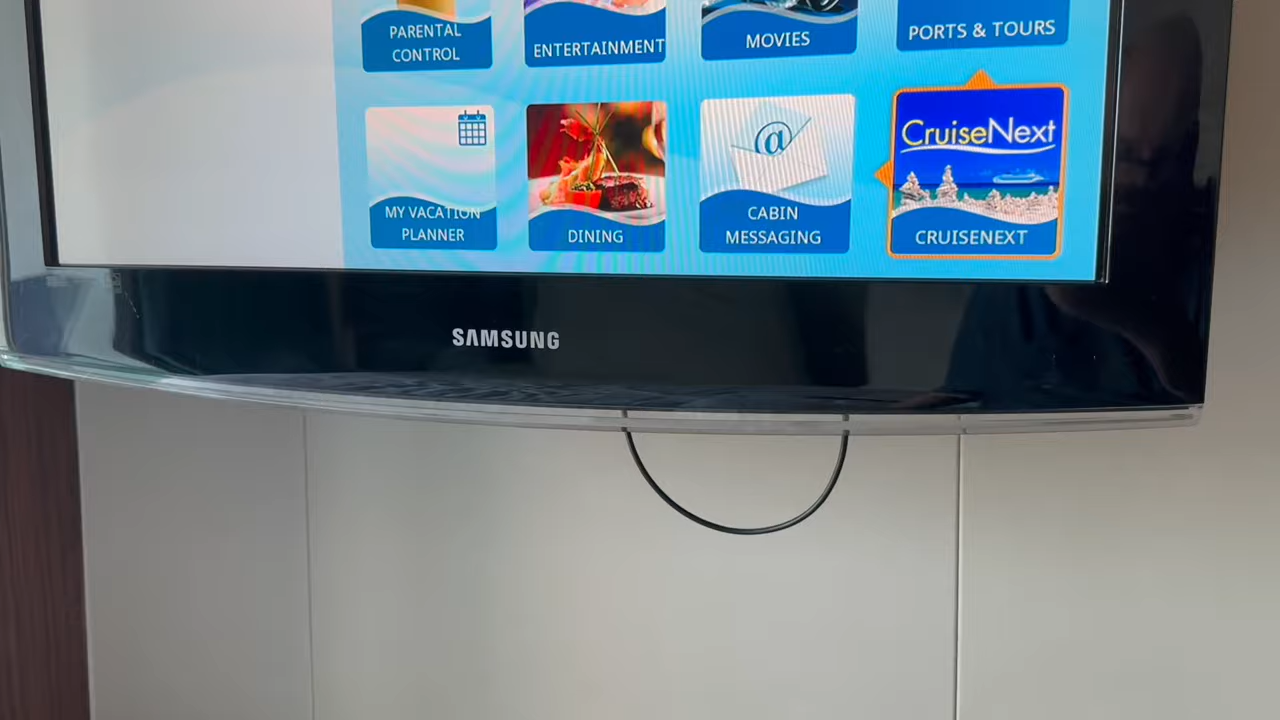 PARENTAL
CONTROL
ENTERTAINMENT
MOVIES
PORTS & TOURS
MY VACATION
PLANNER
DINING
@
CABIN
MESSAGING
CruiseNext
CRUISENEXT
SAMSUNG